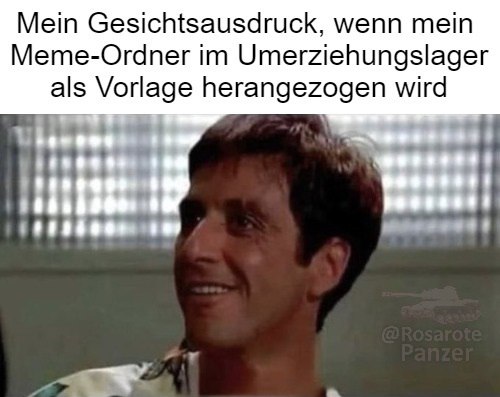 Mein Gesichtsausdruck, wenn mein
Meme-Ordner im Umerziehungslager
als Vorlage herangezogen wird
@Rosarote
Panzer